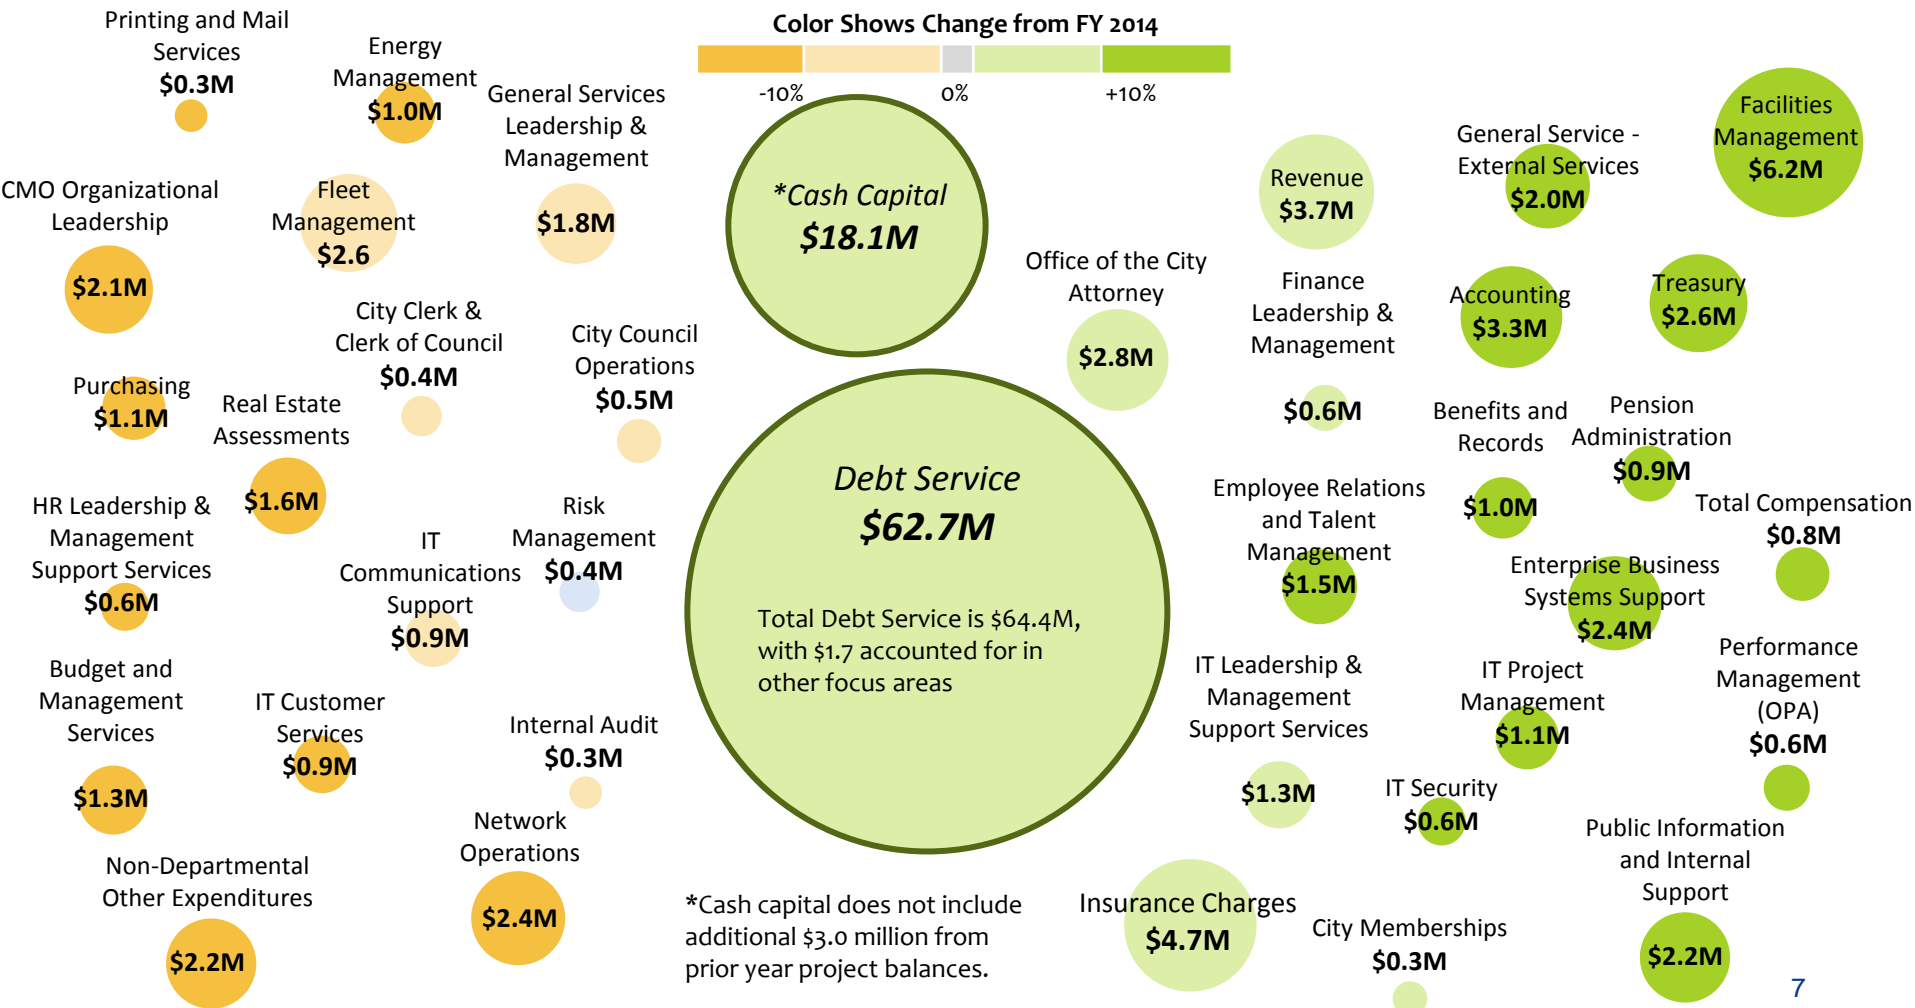 Color Shows Change from FY 2014
-10%
0%
+10%
Printing and Mail
Services
$0.3M
Energy
Management
$1.0M
General Services
Leadership &
Management
$1.8M
CMO Organizational
Leadership
$2.1M
Fleet
Management
$2.6
City Clerk &
Clerk of Council
$0.4M
City Council
Operations
$0.5M
Purchasing
$1.1M
Real Estate
Assessments
$1.6M
HR Leadership &
Management
Support Services
$0.6M
IT
Communications
Support
$0.9M
Risk
Management
$0.4M
Budget and
Management
Services
$1.3M
IT Customer
Services
$0.9M
Internal Audit
$0.3M
Network
Operations
$2.4M
Non-Departmental
Other Expenditures
$2.2M
*Cash Capital
$18.1M
Debt Service
$62.7M
Total Debt Service is $64.4M,
with $1.7 accounted for in
other focus areas
*Cash capital does not include
additional $3.0 million from
prior year project balances.
Office of the City
Attorney
$2.8M
Revenue
$3.7M
General Service -
External Services
$2.0M
Facilities
Management
$6.2M
Finance
Leadership &
Management
$0.6M
Accounting
$3.3M
Treasury
$2.6M
Benefits and
Records
$1.0M
Pension
Administration
$0.9M
Total Compensation
$0.8M
Employee Relations
and Talent
Management
$1.5M
Enterprise Business
Systems Support
$2.4M
IT Leadership &
Management
Support Services
$1.3M
IT Project
Management
$1.1M
Performance
Management
(OPA)
$0.6M
IT Security
$0.6M
Public Information
and Internal
Support
$2.2M
Insurance Charges
$4.7M
City Memberships
$0.3M
7